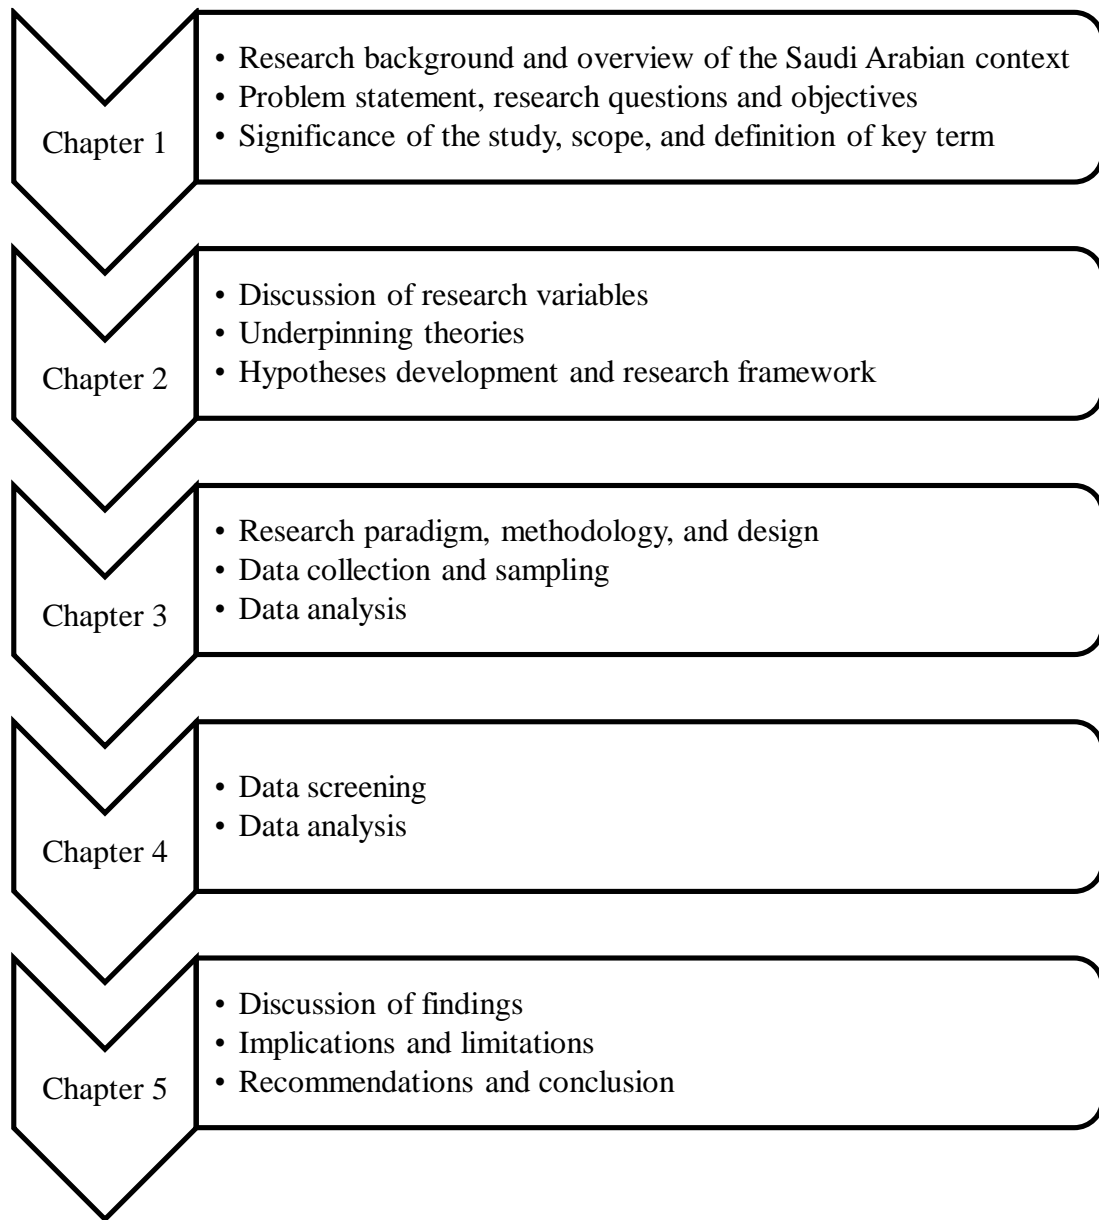 Chapter 1
• Research background and overview of the Saudi Arabian context
• Problem statement, research questions and objectives
• Significance of the study, scope, and definition of key term
Chapter 2
• Discussion of research variables
• Underpinning theories
• Hypotheses development and research framework
Chapter 3
• Research paradigm, methodology, and design
• Data collection and sampling
• Data analysis
Chapter 4
• Data screening
• Data analysis
Chapter 5
• Discussion of findings
• Implications and limitations
• Recommendations and conclusion